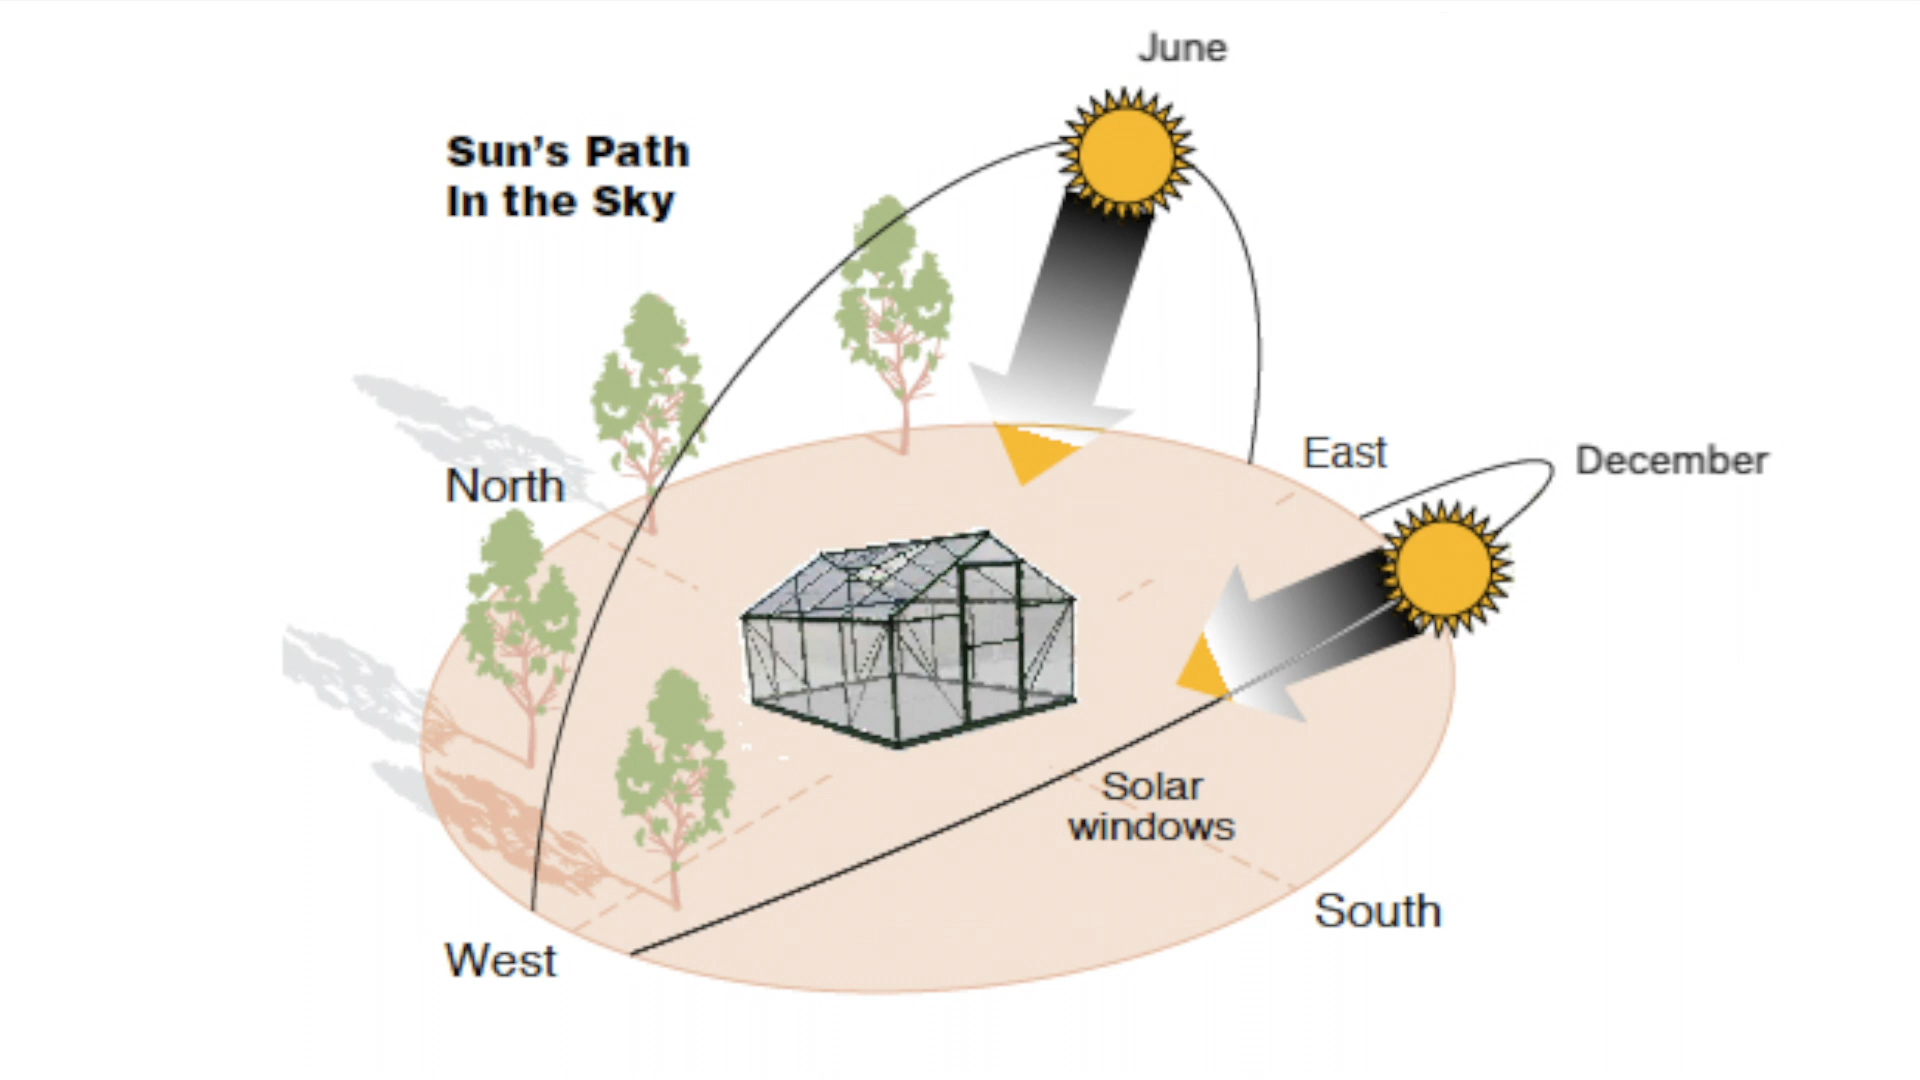 June
Sun's Path
In the Sky
East
December
North
Solar
windows
South
West